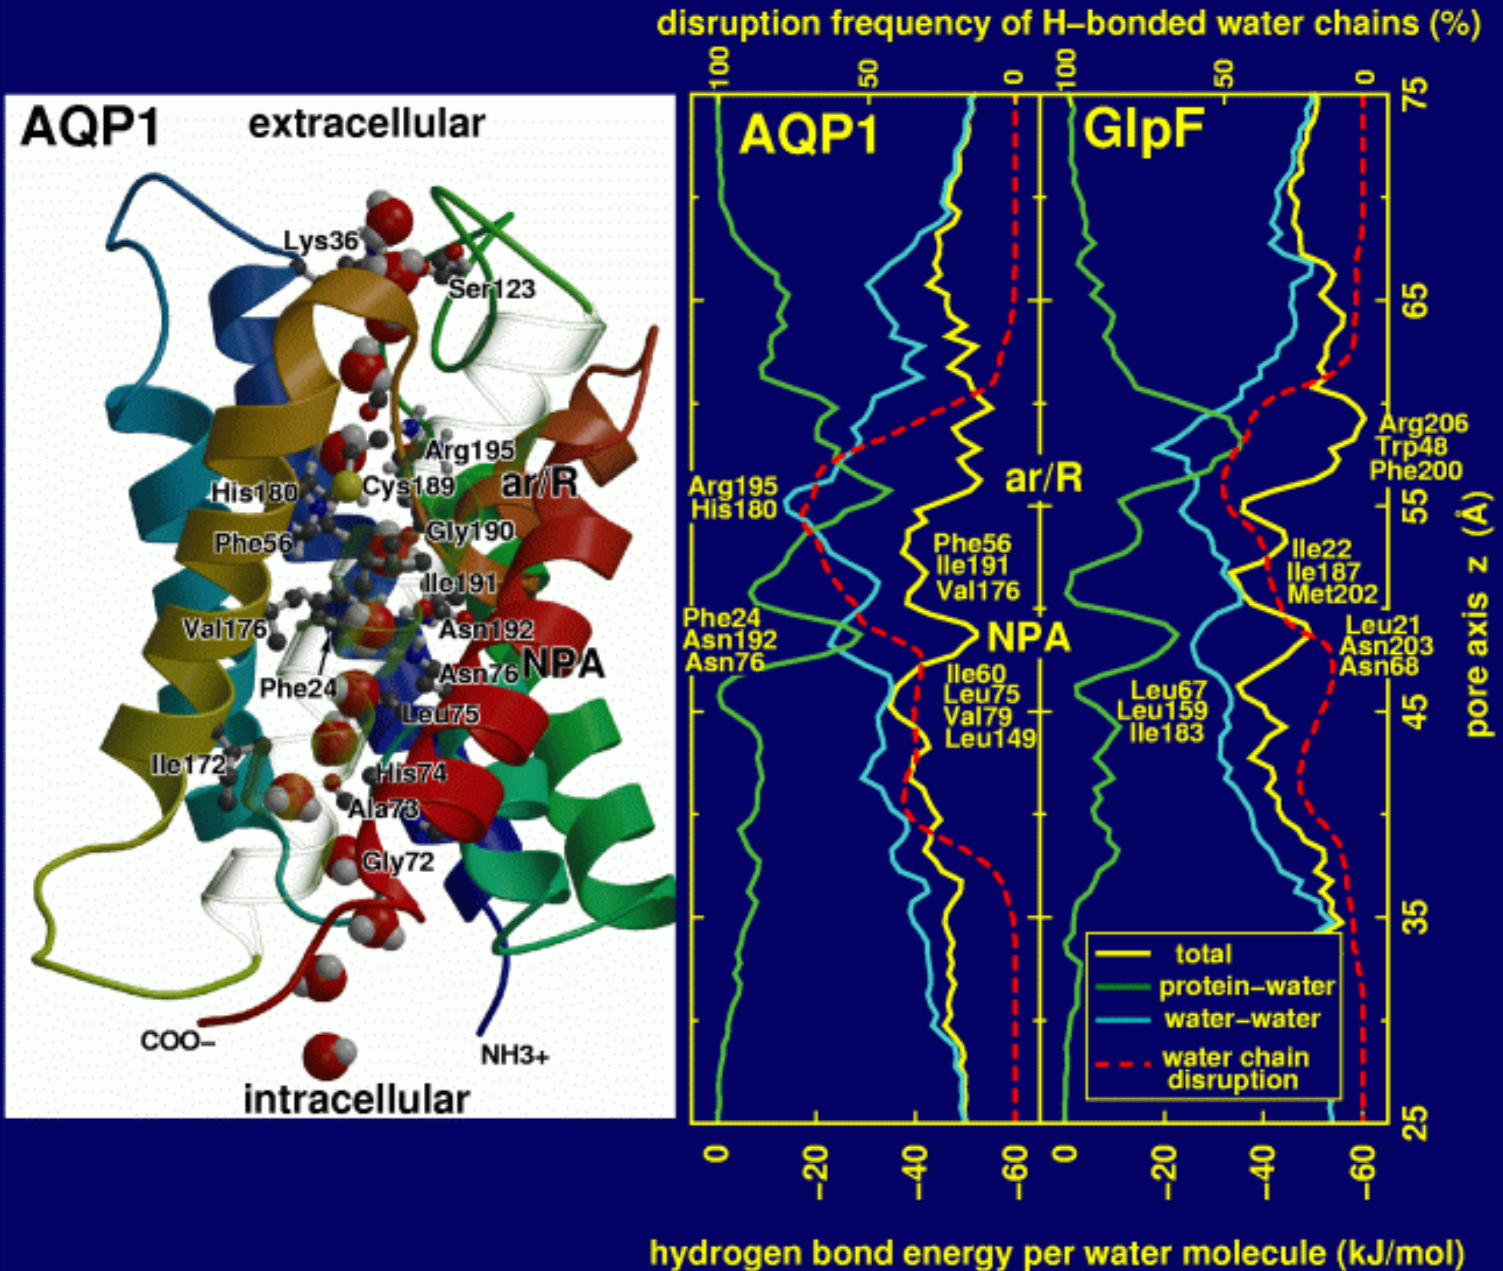 disruption frequency of H–bonded water chains (%)
100
50
0
100
50
0
AQP1
extracellular
Lys36
Ser123
Arg195
ar/R
His180
Cys189
Phe56
Gly190
Ile191
Val176
Asn192
NPA
Asn76
Phe24
Leu75
Ile172
His74
Ala73
Gly72
COO–
NH3+
intracellular
AQP1
Arg195
His180
Phe56
Ile191
Val176
Phe24
Asn192
Asn76
Ile60
Leu75
Val79
Leu149
ar/R
NPA
GlpF
Arg206
Trp48
Phe200
Ile22
Ile187
Met202
Leu21
Asn203
Asn68
Leu67
Leu159
Ile183
total
protein–water
water–water
water chain
disruption
75
65
55
45
35
25
pore axis z (Å)
0
–20
–40
–60
0
–20
–40
–60
hydrogen bond energy per water molecule (kJ/mol)